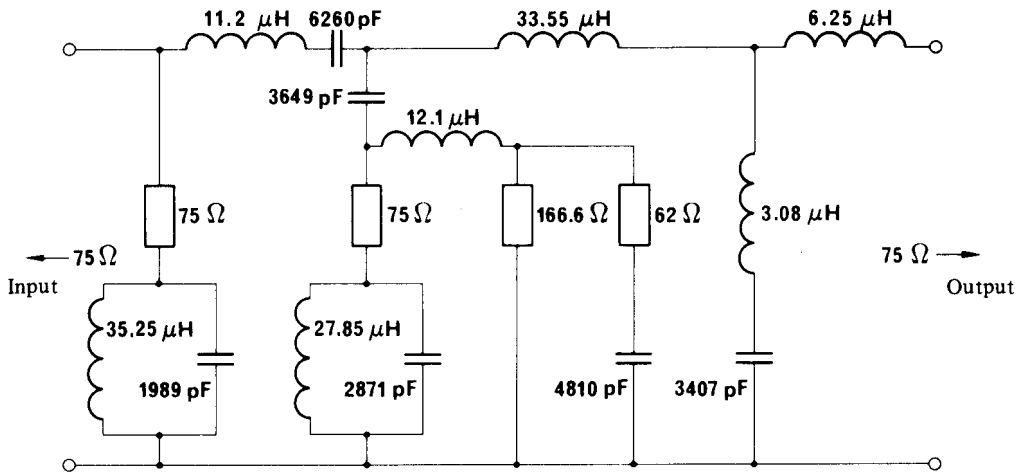 11.2 μH
6260 pF
33.55 μH
6.25 μH
3649 pF
12.1 μH
75 Ω
75 Ω
166.6 Ω
62 Ω
3.08 μH
75 Ω
Input
75 Ω
Output
35.25 μH
1989 pF
27.85 μH
2871 pF
4810 pF
3407 pF